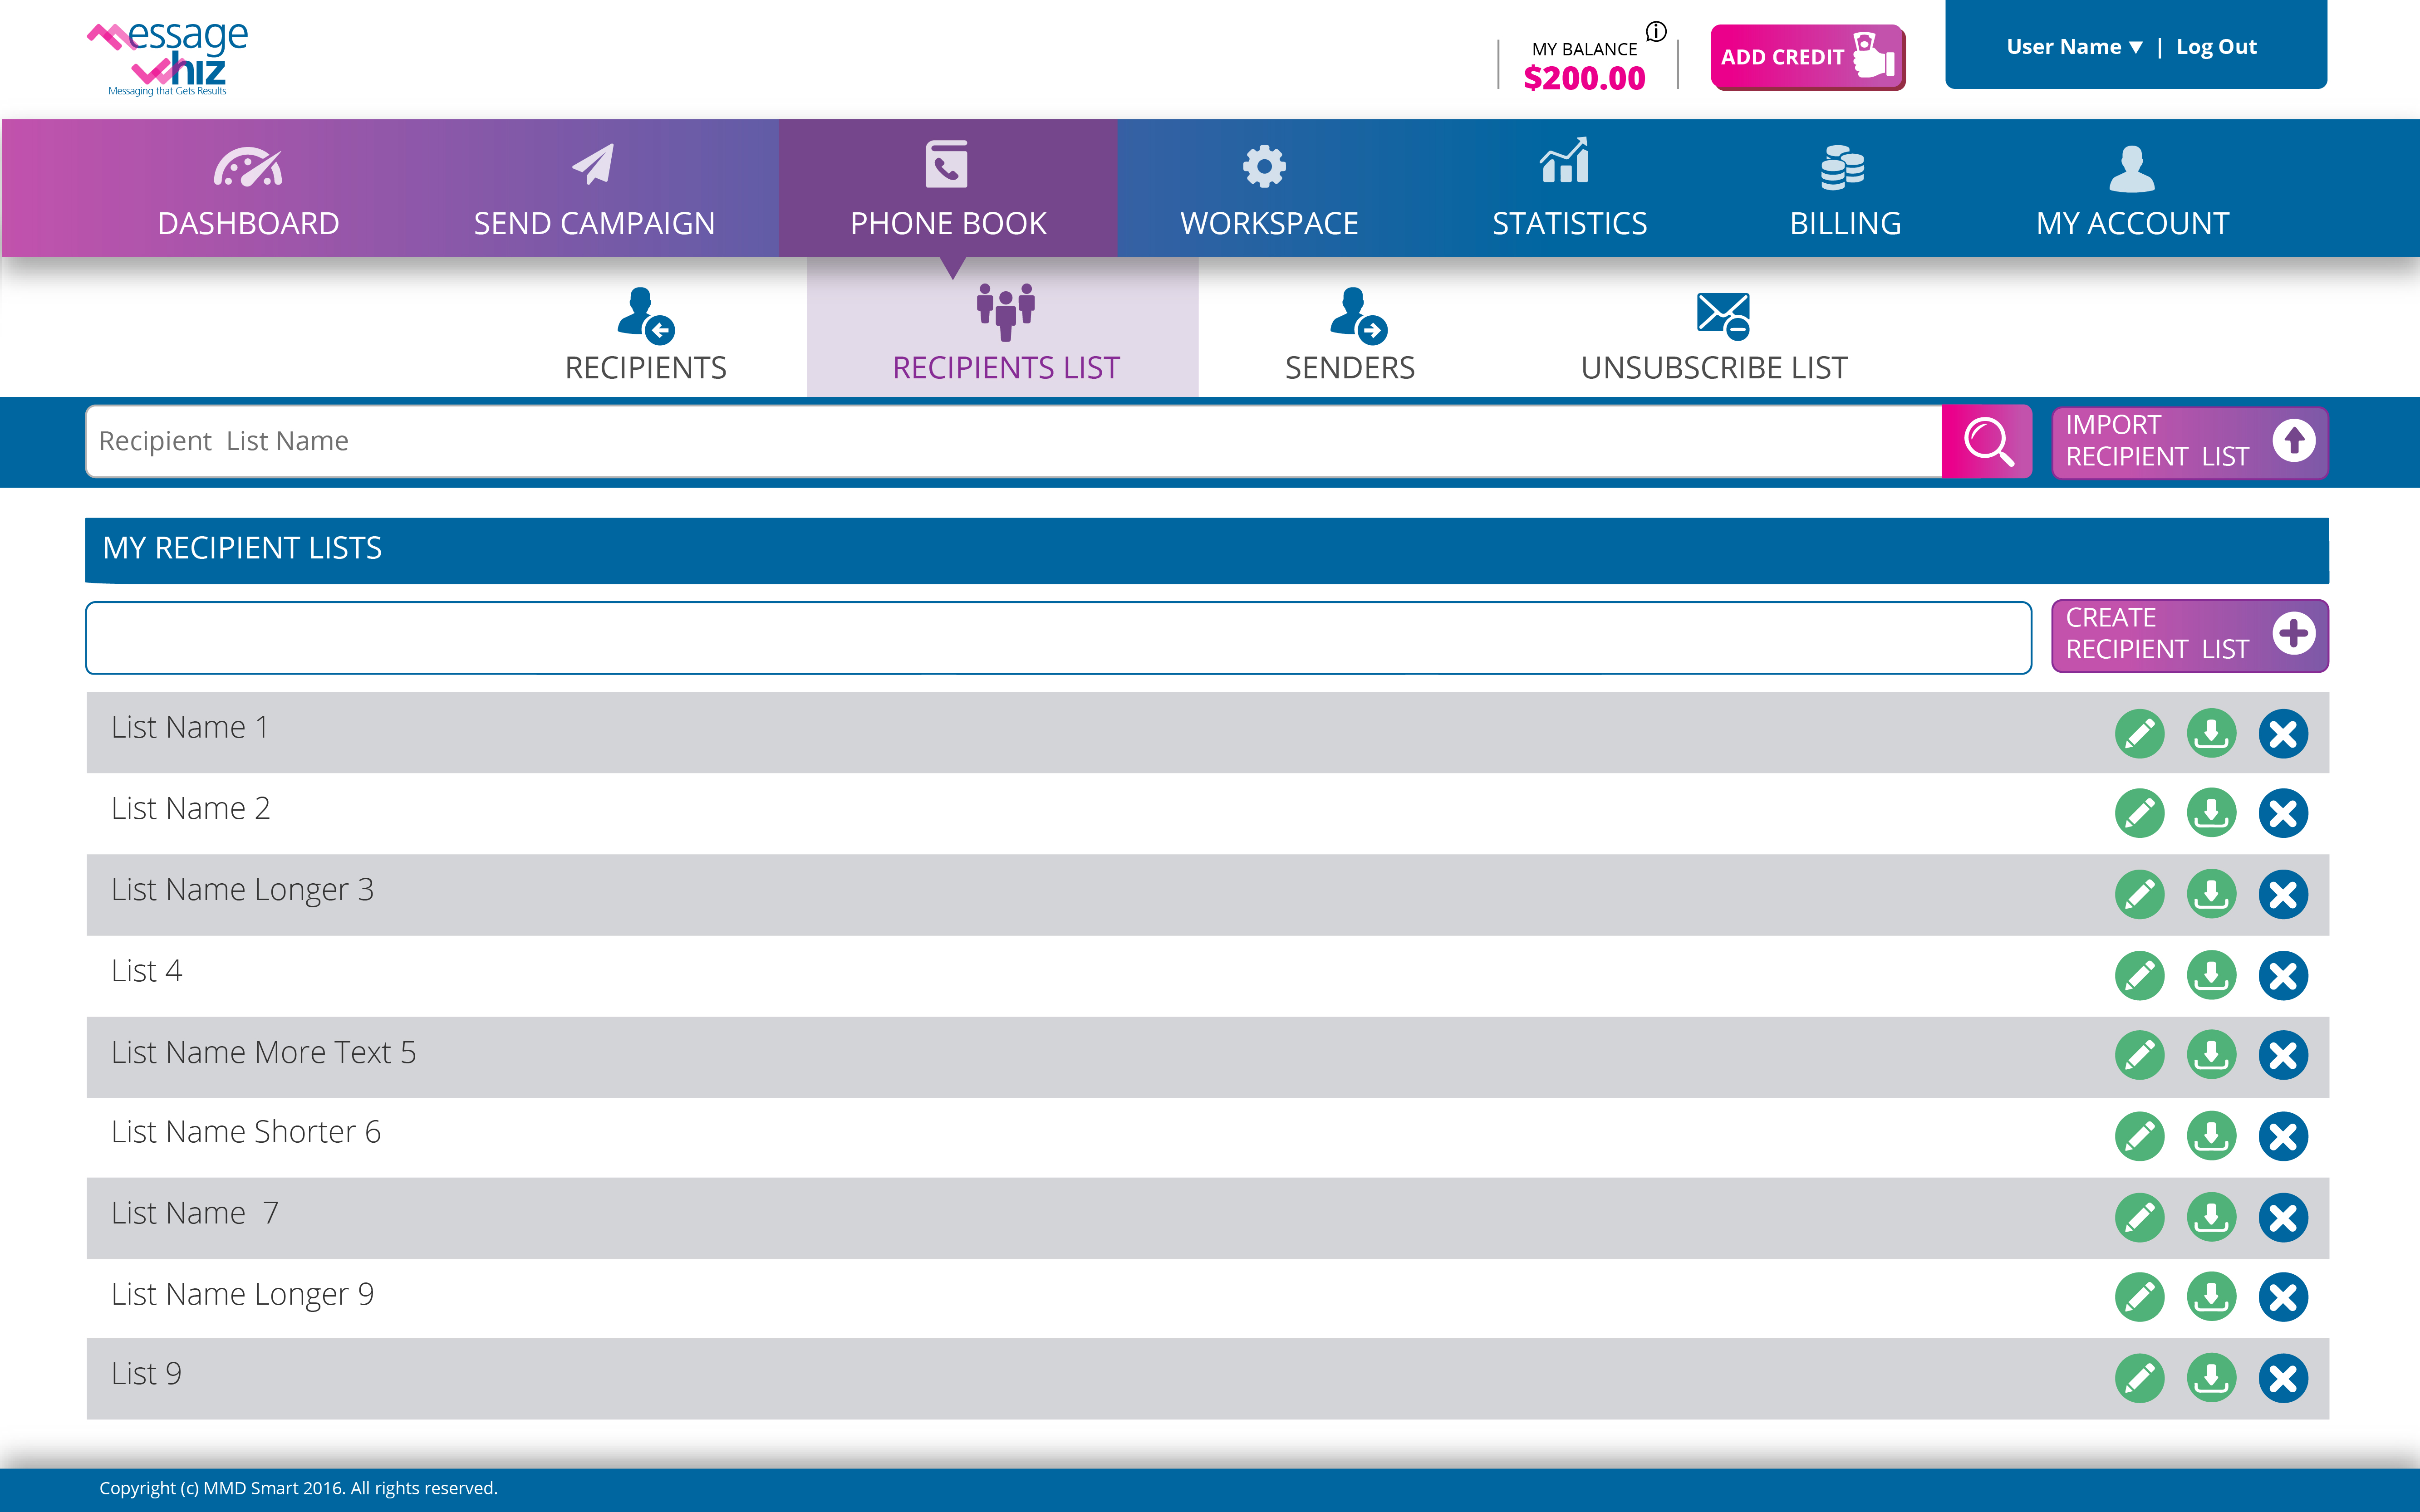 essage
whiz
Messaging that Gets Results
MY BALANCE
$200.00
ADD CREDIT
User Name ▼ | Log Out
DASHBOARD
SEND CAMPAIGN
PHONE BOOK
WORKSPACE
STATISTICS
BILLING
MY ACCOUNT
RECIPIENTS
RECIPIENTS LIST
SENDERS
UNSUBSCRIBE LIST
Recipient  List Name
IMPORT
RECIPIENT  LIST
MY RECIPIENT LISTS
CREATE
RECIPIENT  LIST
List Name 1
List Name 2
List Name Longer 3
List 4
List Name More Text 5
List Name Shorter 6
List Name  7
List Name Longer 9
List 9
Copyright (c) MMD Smart 2016. All rights reserved.